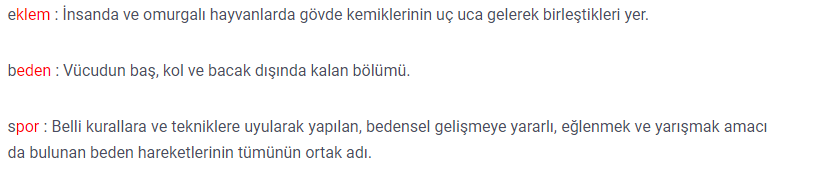 eklem : İnsanda ve omurgalı hayvanlarda gövde kemiklerinin uç uca gelerek birleştikleri yer.
beden : Vücudun baş, kol ve bacak dışında kalan bölümü.
spor : Belli kurallara ve tekniklere uyularak yapılan, bedensel gelişmeye yararlı, eğlenmek ve yarışmak amacı
da bulunan beden hareketlerinin tümünün ortak adı.